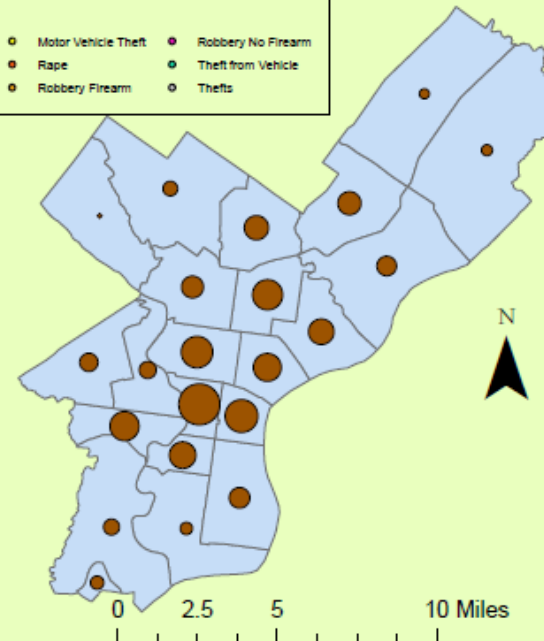 Motor Vehicle Theft Robbery No Firearm
Rape Theft from Vehicle
Robbery Firearm Thefts
N
0 2.5 5 10 Miles